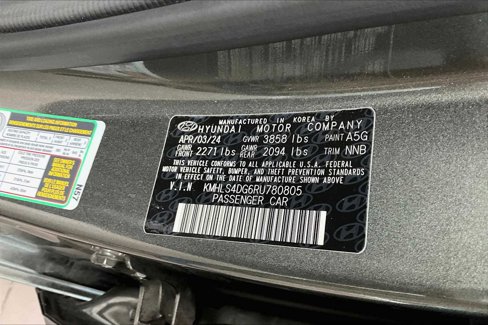 MANUFACTURED IN KOREA BY
HYUNDAI MOTOR COMPANY
APR/03/24 GVWR 3858 lbs PAINT A5G
GAWR FRONT 2271 lbs GAWR REAR 2094 lbs TRIM NNB
THIS VEHICLE CONFORMS TO ALL APPLICABLE U.S. FEDERAL
MOTOR VEHICLE SAFETY, BUMPER, AND THEFT PREVENTION
STANDARDS IN EFFECT ON THE DATE OF MANUFACTURE SHOWN ABOVE.
V.I.N KMHLS4DG6RU780805
PASSENGER CAR
N57